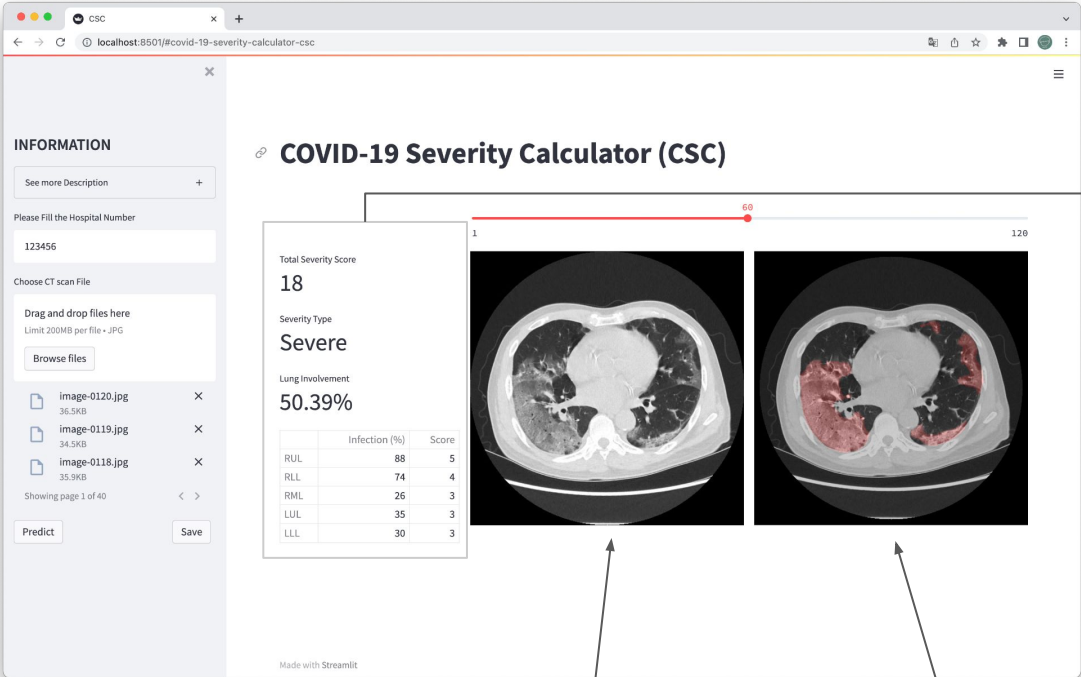 CSC
localhost:8501/#covid-19-severity-calculator-csc
INFORMATION
See more Description
Please Fill the Hospital Number
123456
Choose CT scan File
Drag and drop files here
Limit 200MB per file • JPG
Browse files
image-0120.jpg
36.5KB
image-0119.jpg
34.5KB
image-0118.jpg
35.9KB
Showing page 1 of 40
Predict Save
COVID-19 Severity Calculator (CSC)
60
1 120
Total Severity Score
18
Severity Type
Severe
Lung Involvement
50.39%
Infection (%) Score
RUL 88 5
RLL 74 4
RML 26 3
LUL 35 3
LLL 30 3
Made with Streamlit